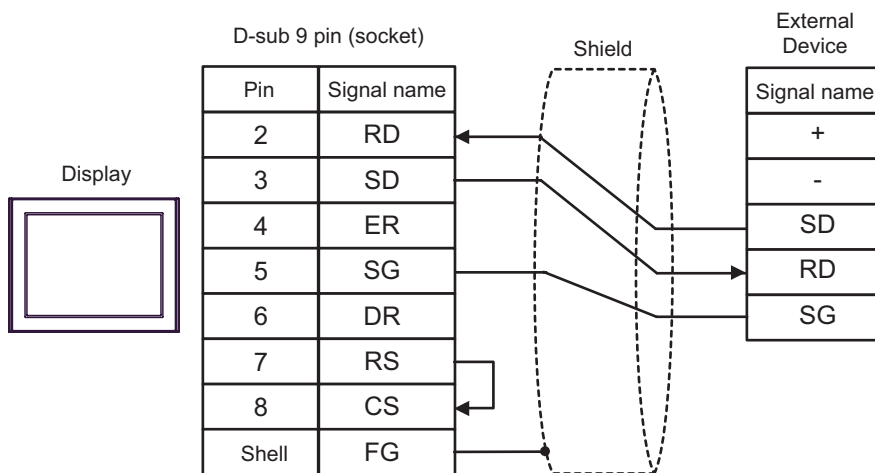 D-sub 9 pin (socket)
Shield
External
Device
Display
Pin Signal name
2 RD
3 SD
4 ER
5 SG
6 DR
7 RS
8 CS
Shell FG
Signal name
+
-
SD
RD
SG